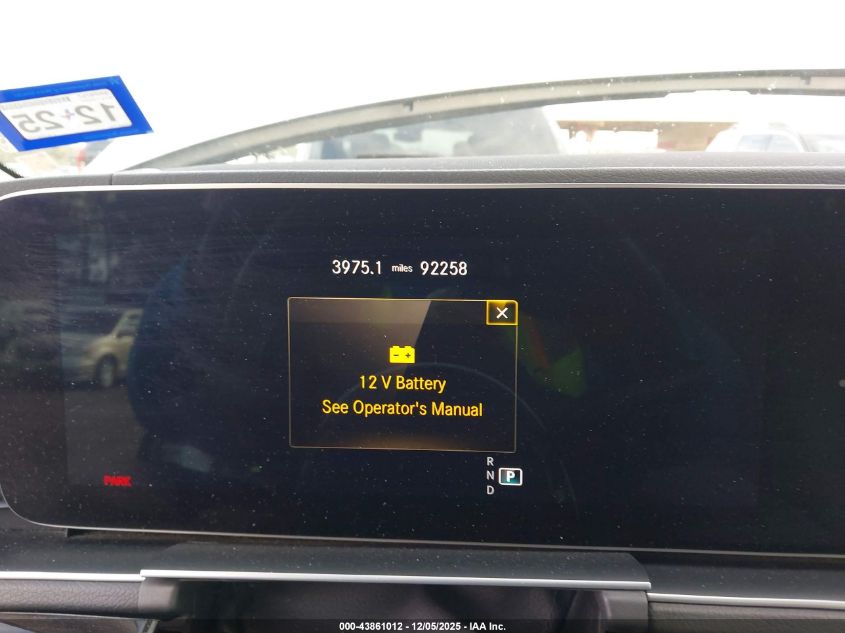 12 25
3975.1 miles 92258
12 V Battery
See Operator's Manual
R
N P
D
PARK
000-43861012 - 12/05/2025 - IAA Inc.